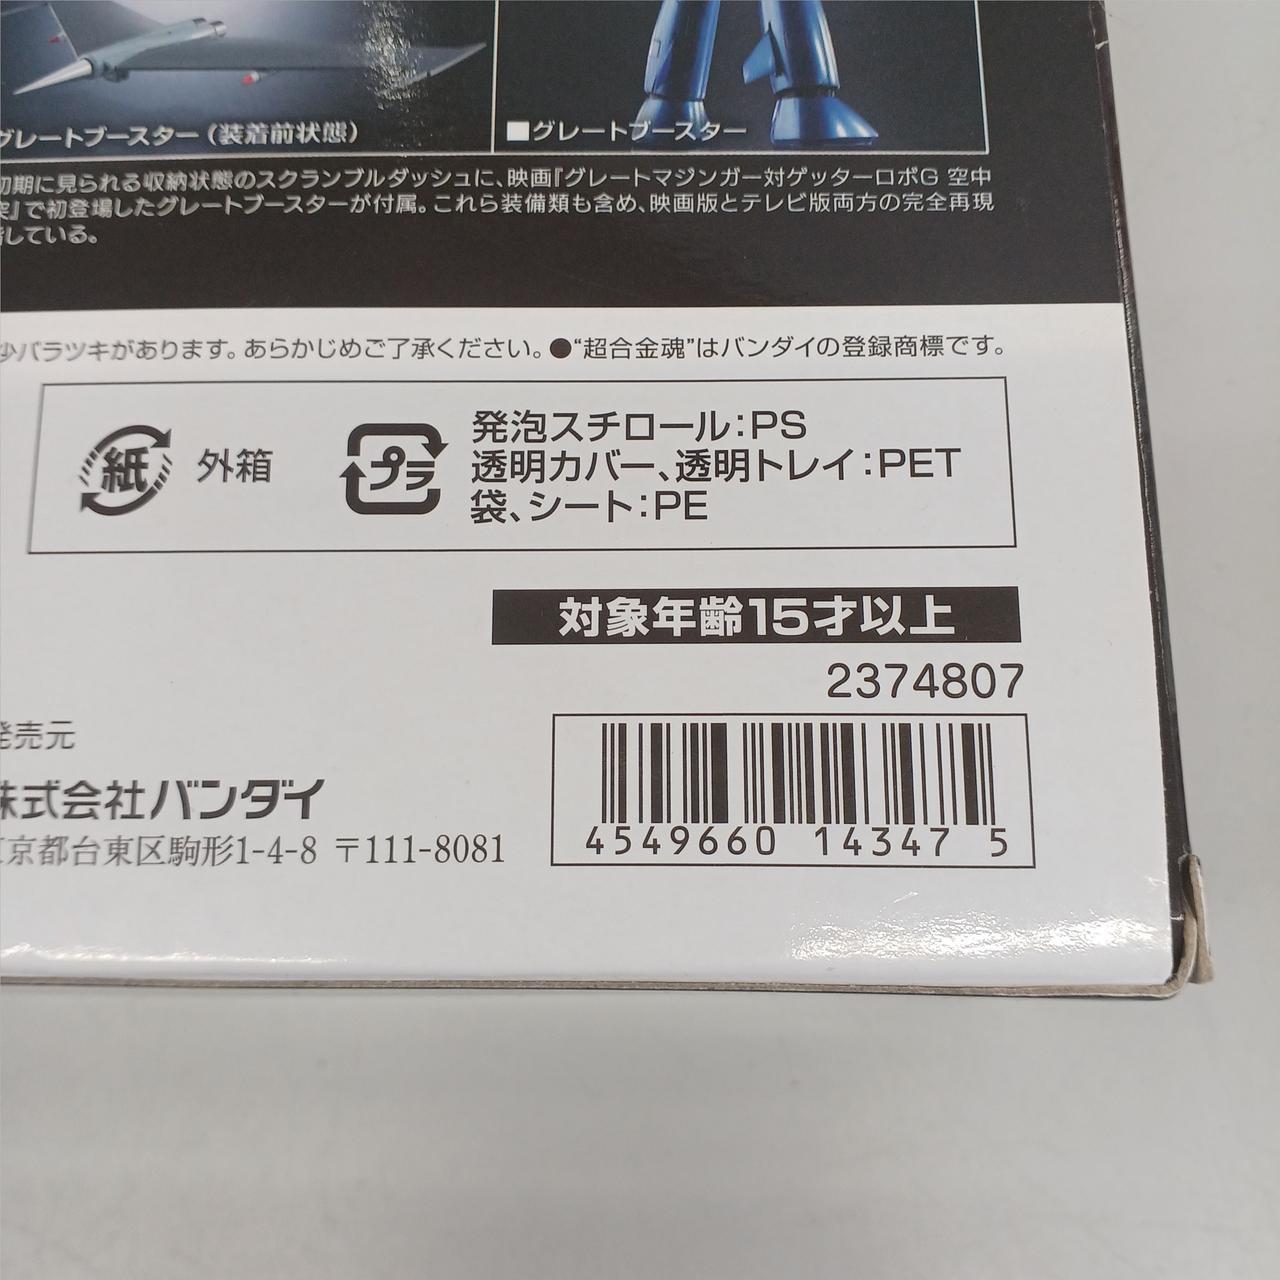 グレートブースター(装着前状態)
■グレートブースター
初期に見られる収納状態のスクランブルダッシュに、映画『グレートマジンガー対ゲッターロボG 空中
突』で初登場したグレートブースターが付属。これら装備類も含め、映画版とテレビ版両方の完全再現
している。
少バラツキがあります。あらかじめご了承ください。●“超合金魂”はバンダイの登録商標です。
紙 外箱
プラ
発泡スチロール:PS
透明カバー、透明トレイ:PET
袋、シート:PE
対象年齢15才以上
2374807
発売元
株式会社バンダイ
京都台東区駒形1-4-8 〒111-8081
4549660 14347 5